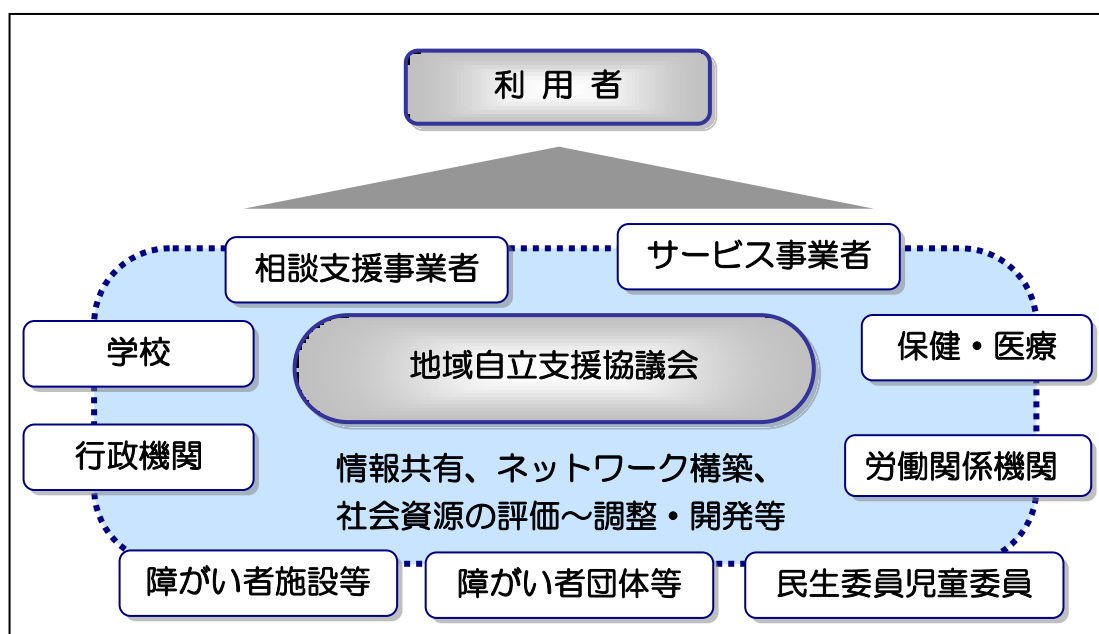 利用者
相談支援事業者
サービス事業者
学校
地域自立支援協議会
保健・医療
行政機関
情報共有、ネットワーク構築、
社会資源の評価～調整・開発等
労働関係機関
障がい者施設等
障がい者団体等
民生委員児童委員